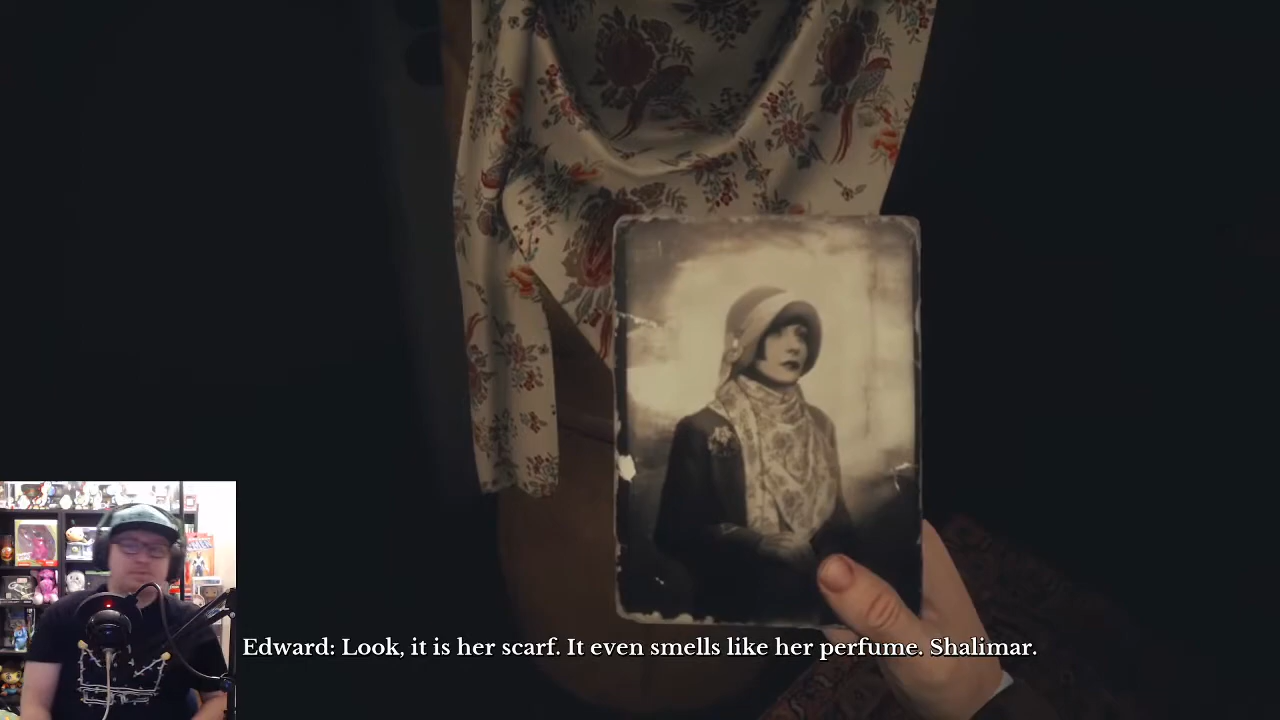 Edward: Look, it is her scarf. It even smells like her perfume. Shalimar.